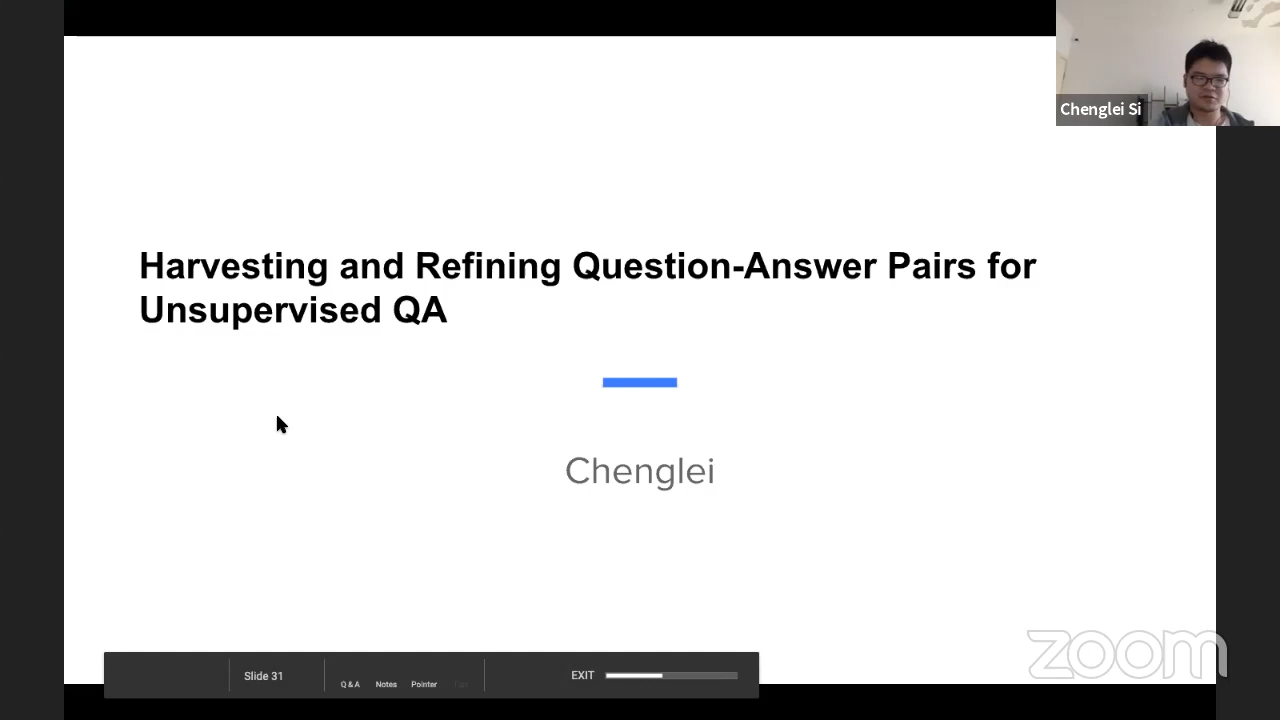 Chenglei Si
Harvesting and Refining Question-Answer Pairs for
Unsupervised QA
Chenglei
Slide 31
Q & A
Notes
Pointer
EXIT
zoom